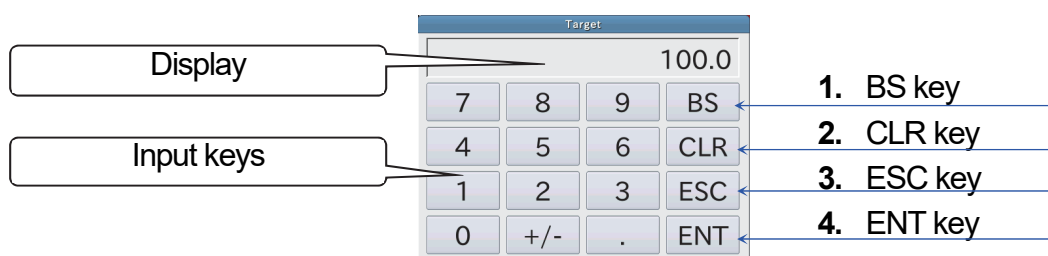 Target
Display
100.0
7 8 9 BS
1. BS key
4 5 6 CLR
2. CLR key
Input keys
1 2 3 ESC
3. ESC key
0 +/- . ENT
4. ENT key